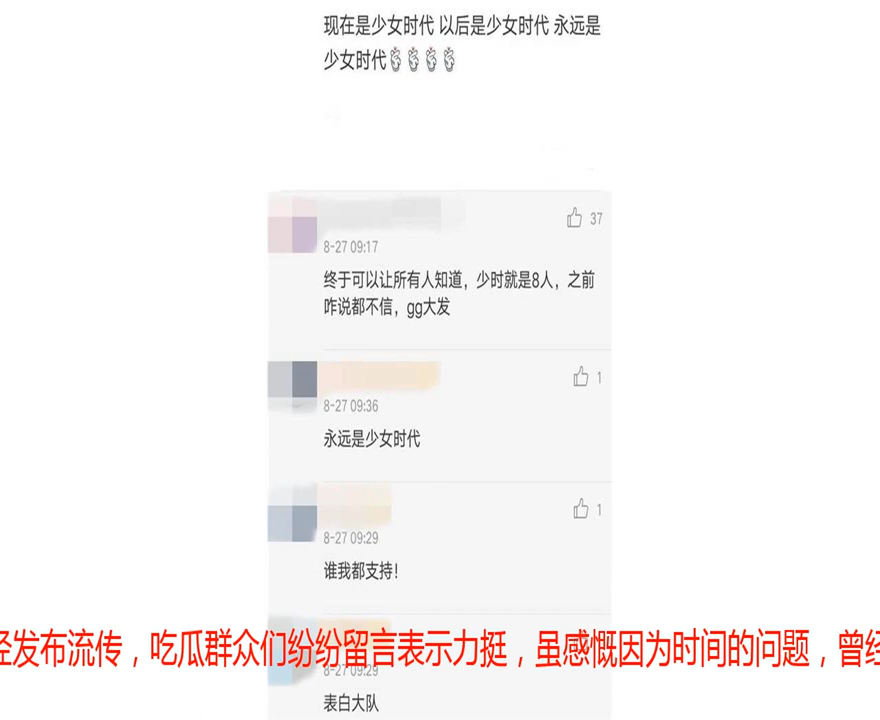 现在是少女时代 以后是少女时代 永远是
少女时代
37
8-27 09:17
终于可以让所有人知道，少时就是8人，之前
咋说都不信，gg大发
1
8-27 09:36
永远是少女时代
1
8-27 09:29
谁我都支持！
径发布流传，吃瓜群众们纷纷留言表示力挺，虽感慨因为时间的问题，曾经
8-27 09:29
表白大队